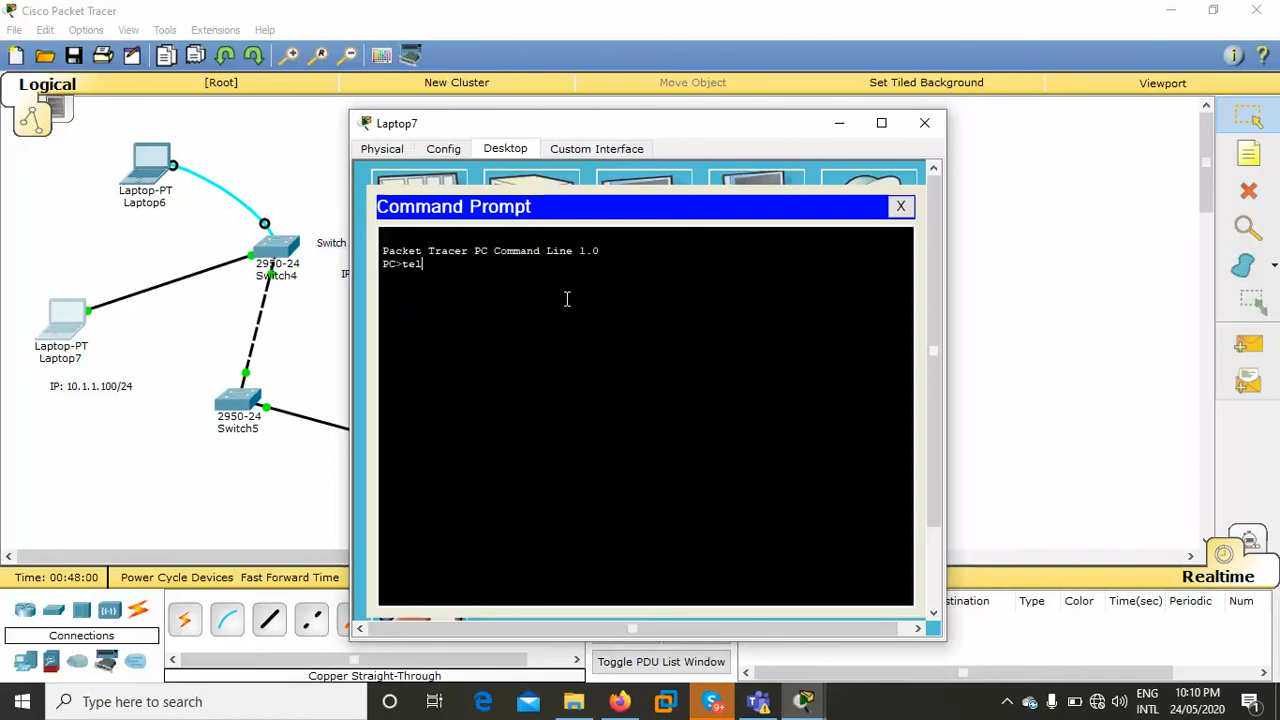 Cisco Packet Tracer
File Edit Options View Tools Extensions Help
Logical [Root] New Cluster Move Object Set Tiled Background Viewport
Laptop-PT
Laptop6
Switch
2950-24
Switch4
IP
Laptop-PT
Laptop7
IP: 10.1.1.100/24
2950-24
Switch5
Laptop7
Physical Config Desktop Custom Interface
Command Prompt X
Packet Tracer PC Command Line 1.0
PC>tel
Time: 00:48:00 Power Cycle Devices Fast Forward Time Realtime
Connections
Copper Straight-Through
Toggle PDU List Window
stination Type Color Time(sec) Periodic Num
Type here to search
9+
ENG
INTL
10:10 PM
24/05/2020
1